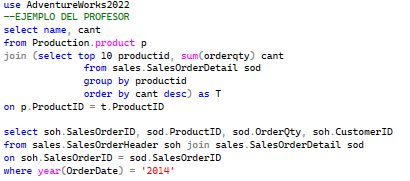 use AdventureWorks2022
--EJEMPLO DEL PROFESOR
select name, cant
from Production.product p
join (select top 10 productid, sum(orderqty) cant
from sales.SalesOrderDetail sod
group by productid
order by cant desc) as T
on p.ProductID = t.ProductID
select soh.SalesOrderID, sod.ProductID, sod.OrderQty, soh.CustomerID
from sales.SalesOrderHeader soh join sales.SalesOrderDetail sod
on soh.SalesOrderID = sod.SalesOrderID
where year(OrderDate) = '2014'